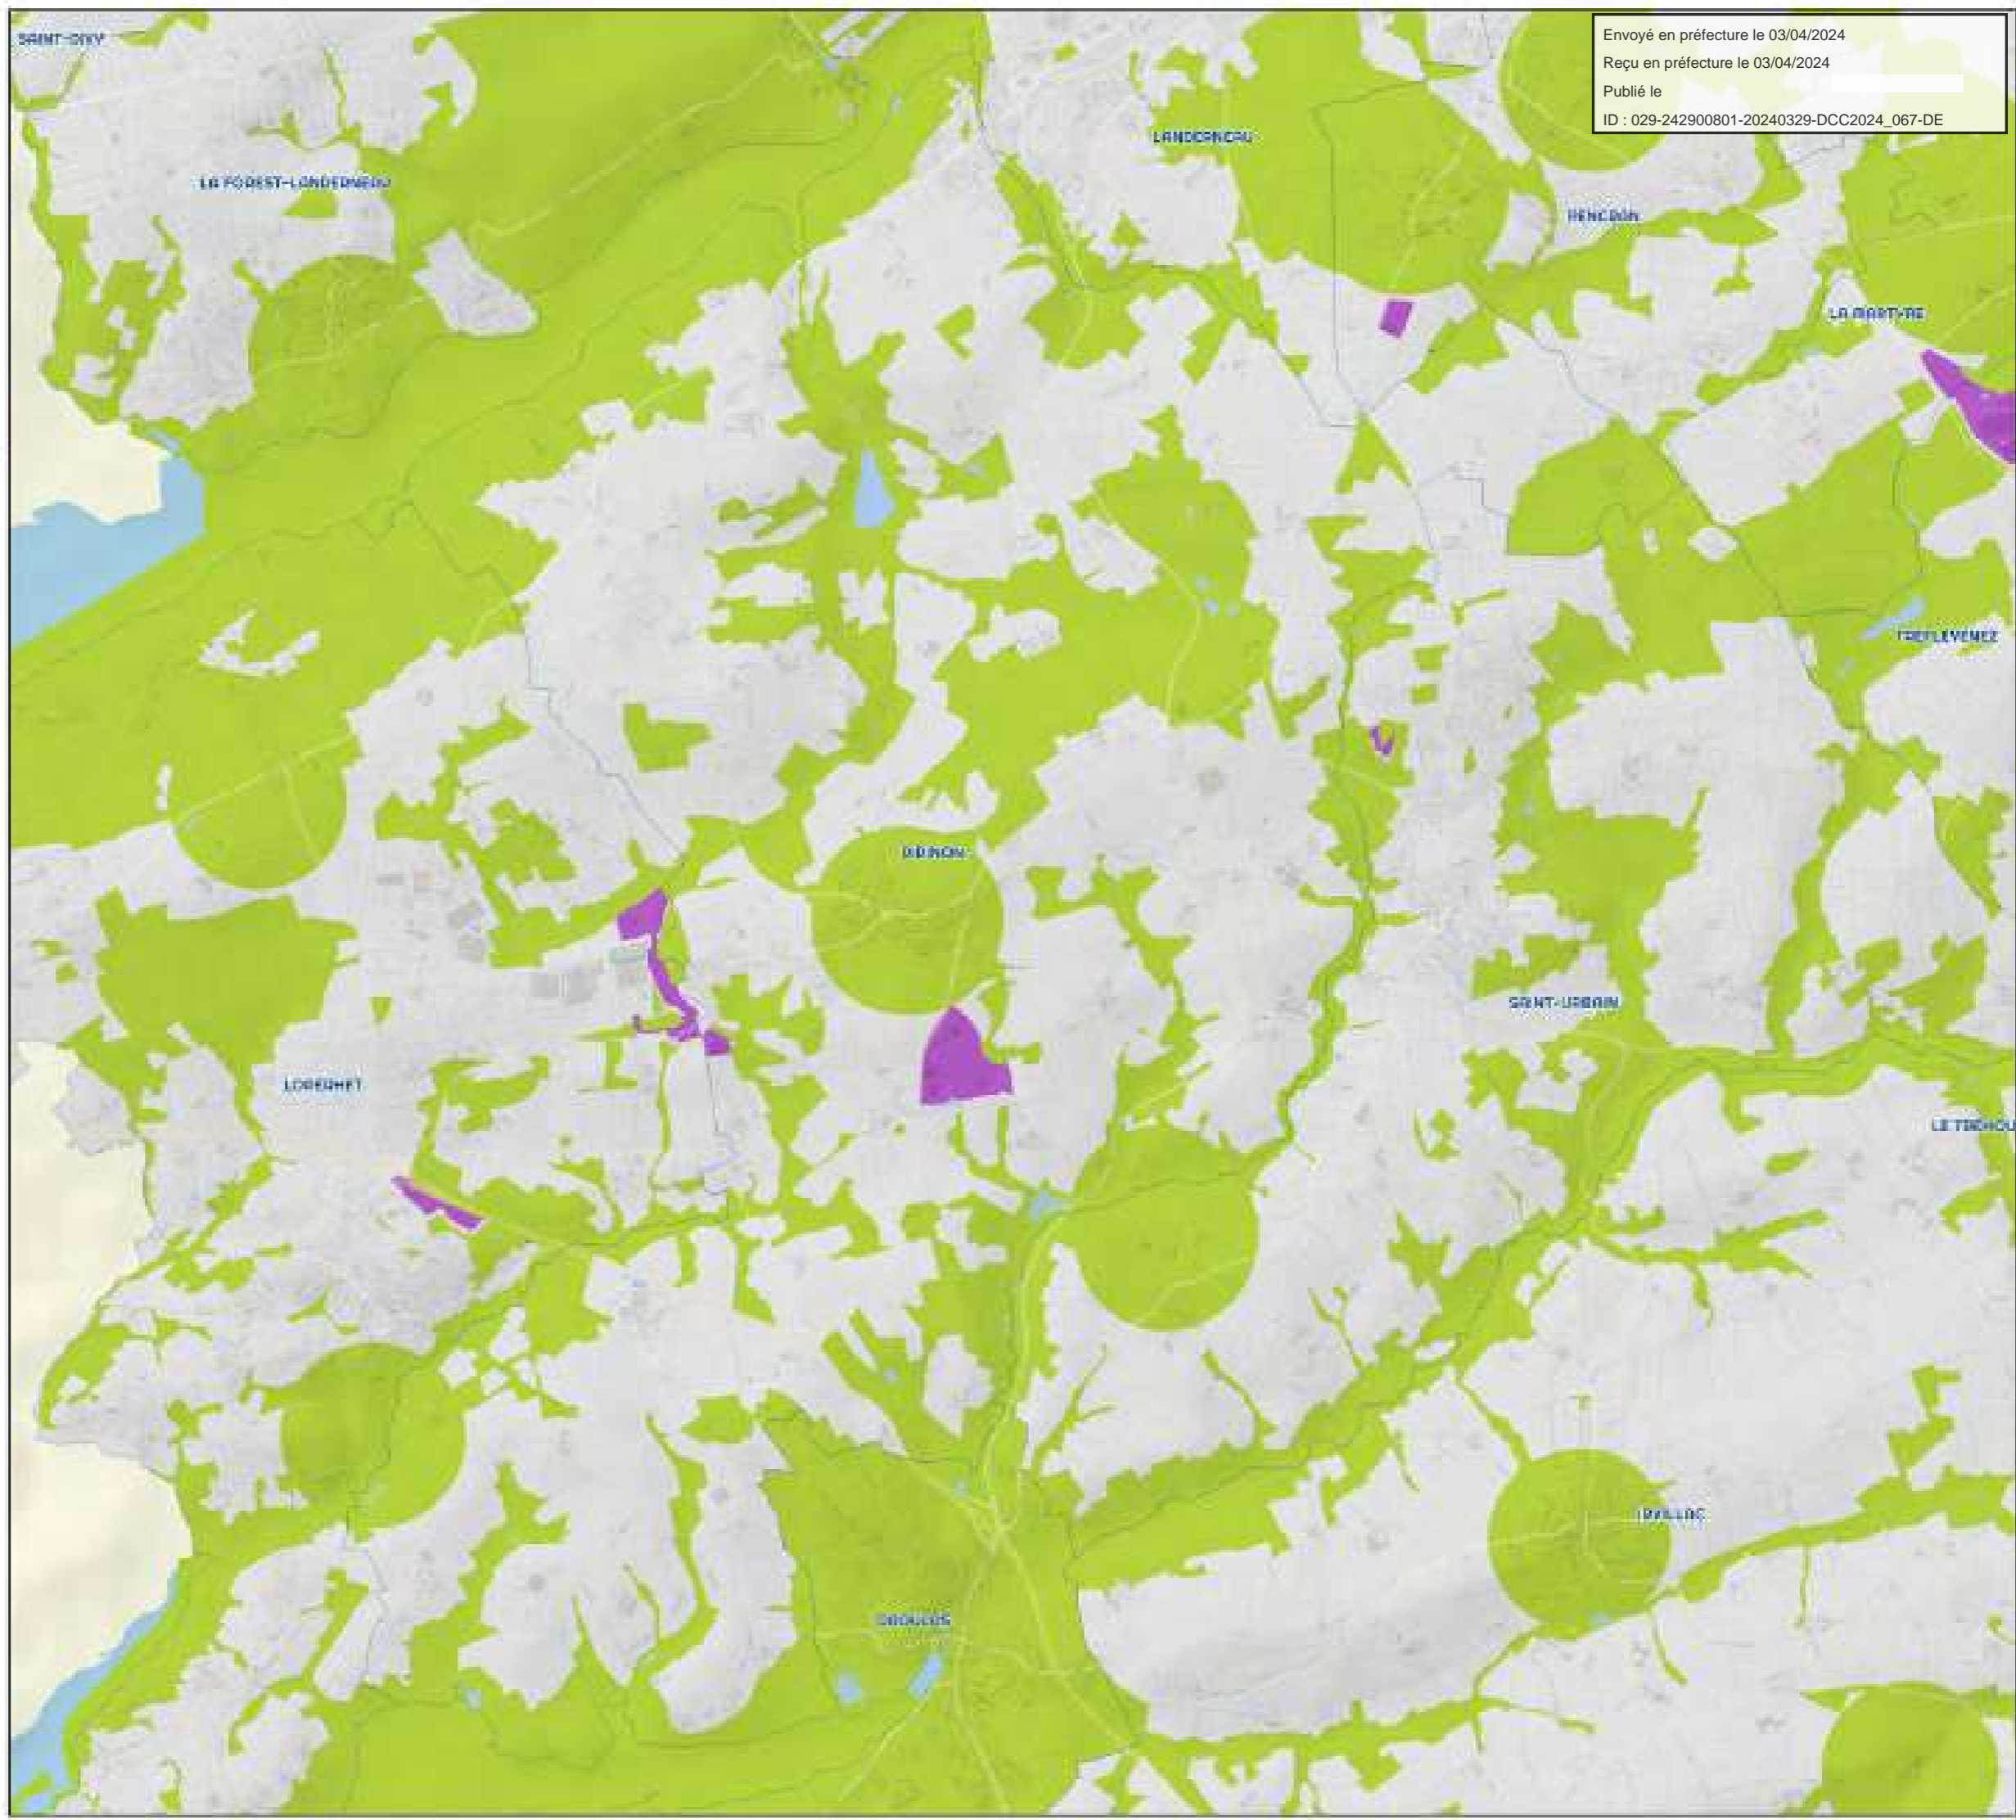 SAINT-DIVY
Envoyé en préfecture le 03/04/2024
Reçu en préfecture le 03/04/2024
Publié le
ID : 029-242900801-20240329-DCC2024_067-DE
LANDERNEAU
LA FOREST-LANDERNEAU
PENCRAN
LA MARTYRE
TREFLEVENEZ
DIRINON
SAINT-URBAIN
LOPERHET
LE TREHOU
IRVILLAC
DAOULAS